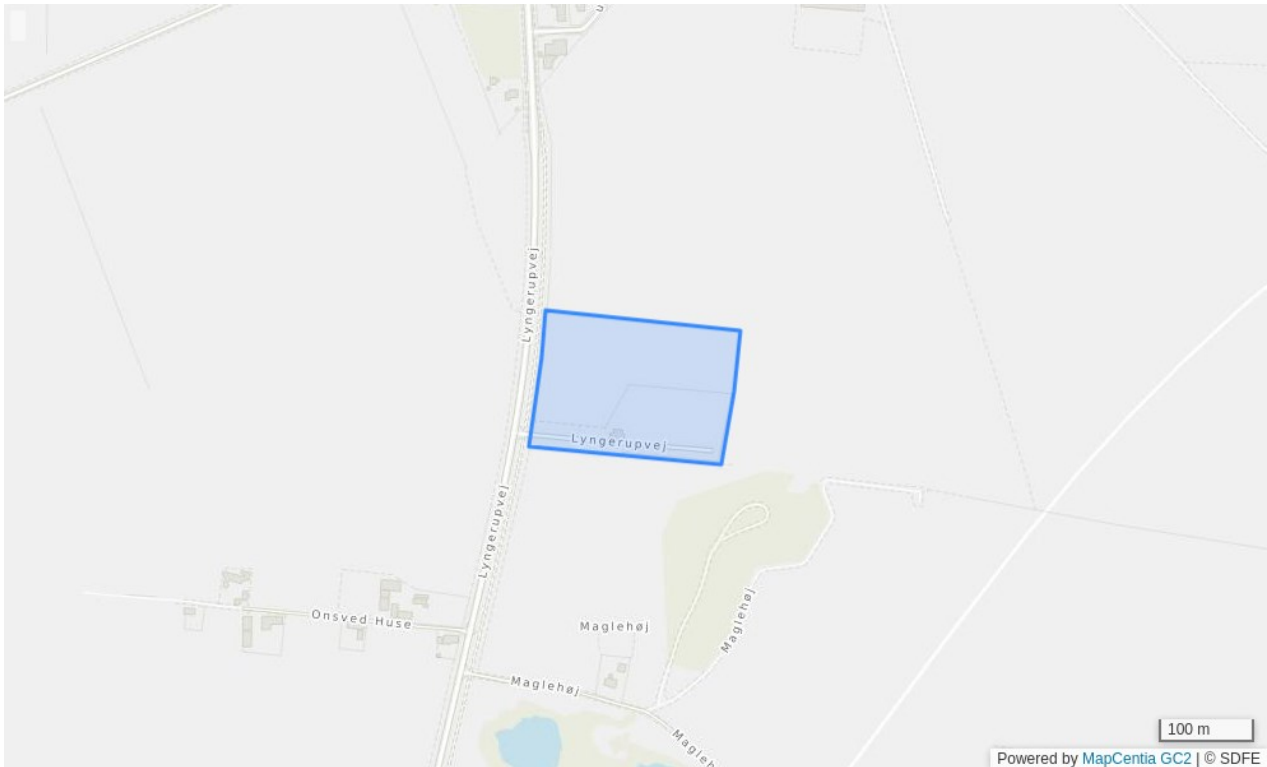 Lyngerupvej
Lyngerupvej
Lyngerupvej
Onsved Huse
Maglehøj
Maglehøj
Maglehøj
100 m
Powered by MapCentia GC2 | © SDFE